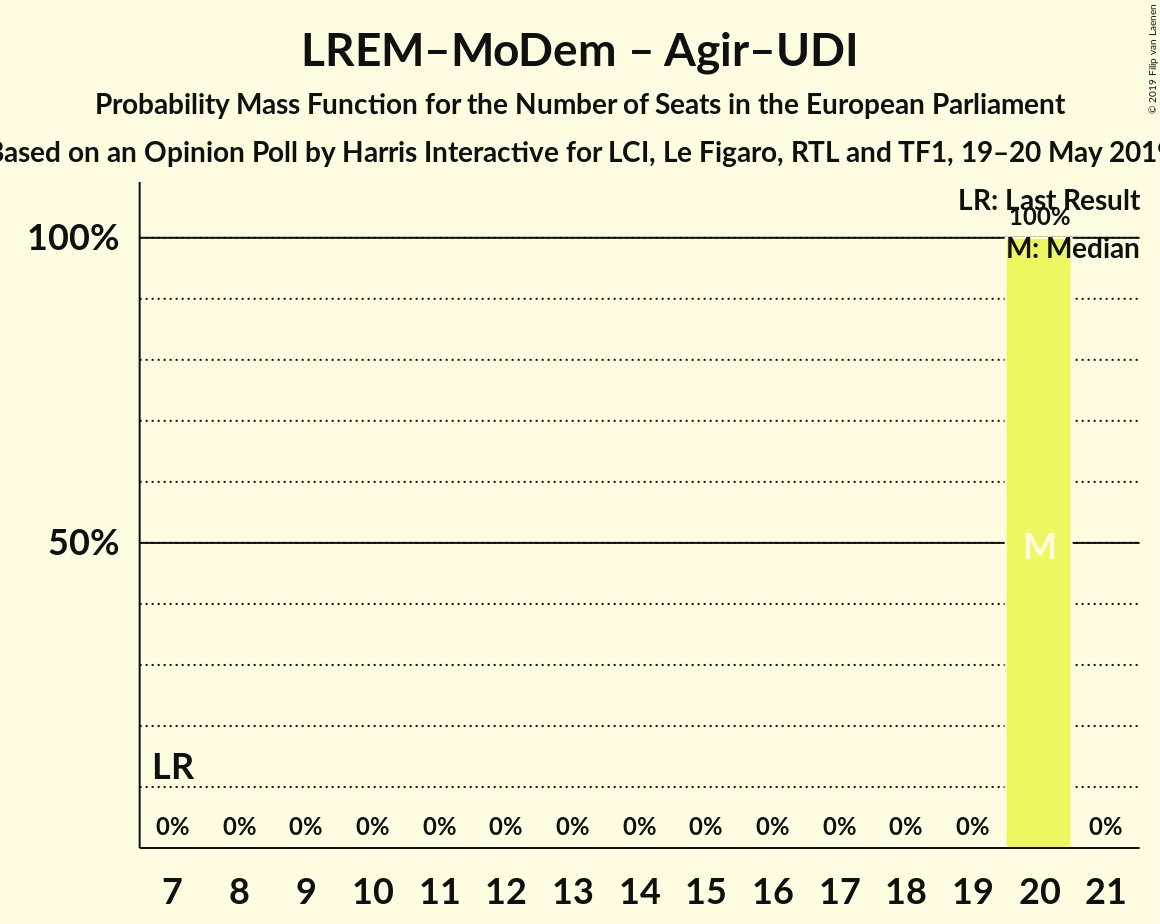 LREM–MoDem – Agir–UDI
Probability Mass Function for the Number of Seats in the European Parliament
Based on an Opinion Poll by Harris Interactive for LCI, Le Figaro, RTL and TF1, 19–20 May 2019
© 2019 Filip van Laenen
LR: Last Result
100%
M: Median
100%
50%
M
LR
0% 0% 0% 0% 0% 0% 0% 0% 0% 0% 0% 0% 0% 0%
7 8 9 10 11 12 13 14 15 16 17 18 19 20 21